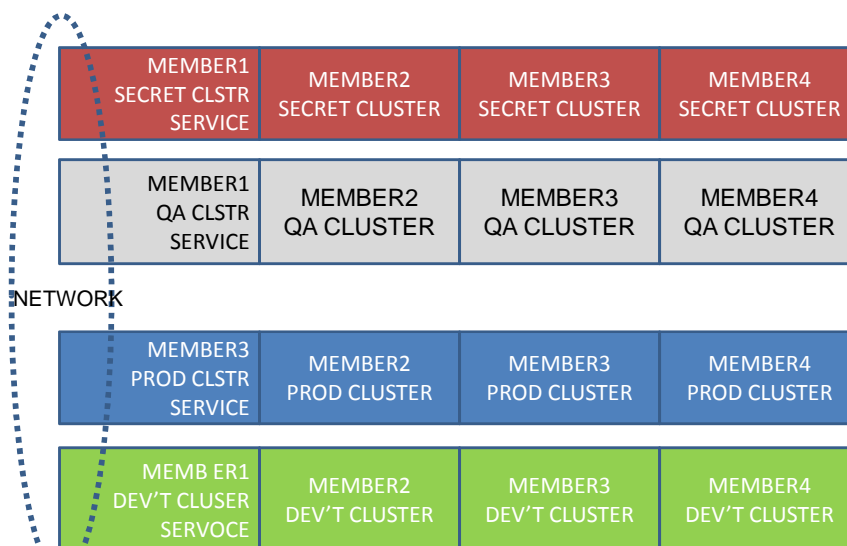 MEMBER1
SECRET CLSTR
SERVICE
MEMBER2
SECRET CLUSTER
MEMBER3
SECRET CLUSTER
MEMBER4
SECRET CLUSTER
MEMBER1
QA CLSTR
SERVICE
MEMBER2
QA CLUSTER
MEMBER3
QA CLUSTER
MEMBER4
QA CLUSTER
NETWORK
MEMBER3
PROD CLSTR
SERVICE
MEMBER2
PROD CLUSTER
MEMBER3
PROD CLUSTER
MEMBER4
PROD CLUSTER
MEMB ER1
DEV’T CLUSER
SERVOCE
MEMBER2
DEV’T CLUSTER
MEMBER3
DEV’T CLUSTER
MEMBER4
DEV’T CLUSTER